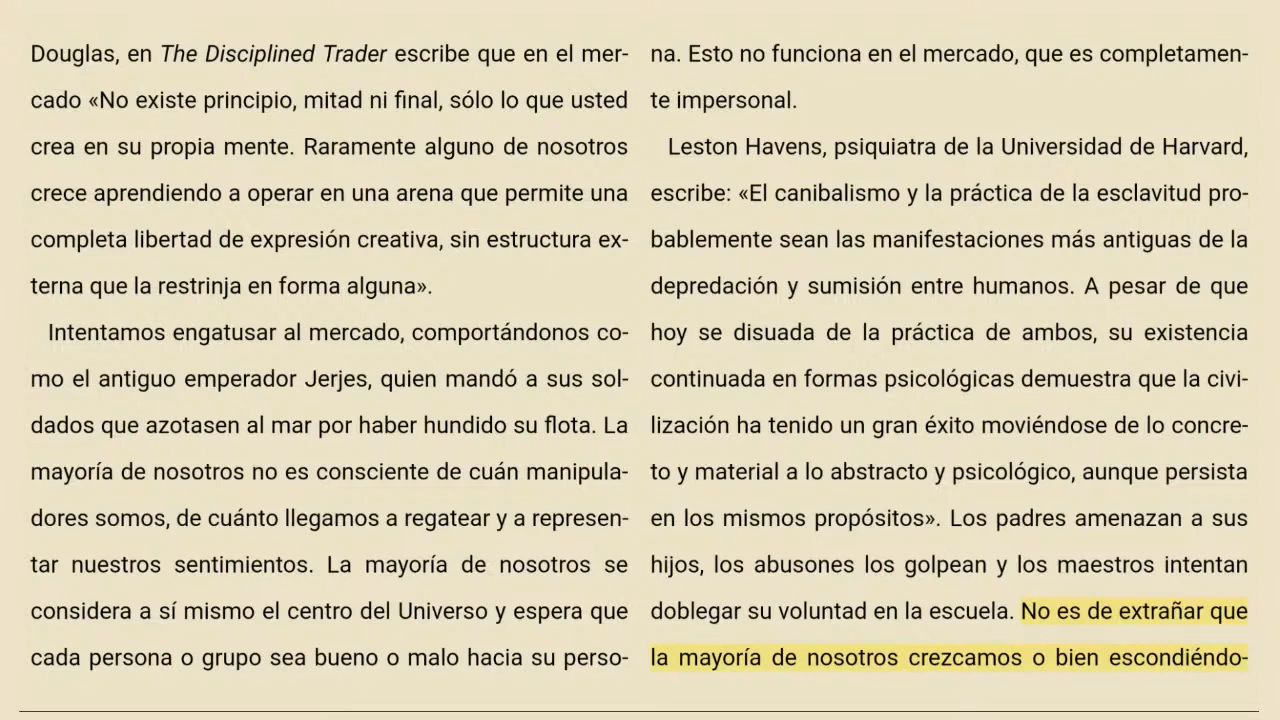 Douglas, en The Disciplined Trader escribe que en el mer-
cado «No existe principio, mitad ni final, sólo lo que usted
crea en su propia mente. Raramente alguno de nosotros
crece aprendiendo a operar en una arena que permite una
completa libertad de expresión creativa, sin estructura ex-
terna que la restrinja en forma alguna».
Intentamos engatusar al mercado, comportándonos co-
mo el antiguo emperador Jerjes, quien mandó a sus sol-
dados que azotasen al mar por haber hundido su flota. La
mayoría de nosotros no es consciente de cuán manipula-
dores somos, de cuánto llegamos a regatear y a represen-
tar nuestros sentimientos. La mayoría de nosotros se
considera a sí mismo el centro del Universo y espera que
cada persona o grupo sea bueno o malo hacia su perso-
na. Esto no funciona en el mercado, que es completamen-
te impersonal.
Leston Havens, psiquiatra de la Universidad de Harvard,
escribe: «El canibalismo y la práctica de la esclavitud pro-
bablemente sean las manifestaciones más antiguas de la
depredación y sumisión entre humanos. A pesar de que
hoy se disuada de la práctica de ambos, su existencia
continuada en formas psicológicas demuestra que la civi-
lización ha tenido un gran éxito moviéndose de lo concre-
to y material a lo abstracto y psicológico, aunque persista
en los mismos propósitos». Los padres amenazan a sus
hijos, los abusones los golpean y los maestros intentan
doblegar su voluntad en la escuela. No es de extrañar que
la mayoría de nosotros crezcamos o bien escondiéndo-